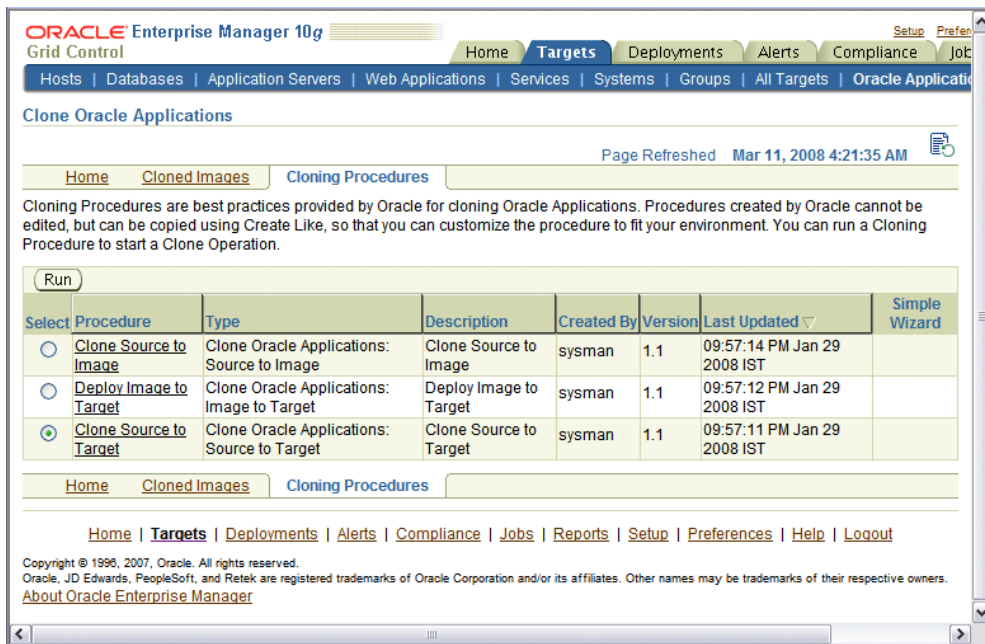 ORACLE Enterprise Manager 10g
Grid Control
Setup Prefer
Home Targets Deployments Alerts Compliance Job
Hosts | Databases | Application Servers | Web Applications | Services | Systems | Groups | All Targets | Oracle Applicatio
Clone Oracle Applications
Page Refreshed Mar 11, 2008 4:21:35 AM
Home Cloned Images Cloning Procedures
Cloning Procedures are best practices provided by Oracle for cloning Oracle Applications. Procedures created by Oracle cannot be
edited, but can be copied using Create Like, so that you can customize the procedure to fit your environment. You can run a Cloning
Procedure to start a Clone Operation.
Run
Select Procedure Type Description Created By Version Last Updated Simple Wizard
Clone Source to Image Clone Oracle Applications: Source to Image Clone Source to Image sysman 1.1 09:57:14 PM Jan 29 2008 IST
Deploy Image to Target Clone Oracle Applications: Image to Target Deploy Image to Target sysman 1.1 09:57:12 PM Jan 29 2008 IST
Clone Source to Target Clone Oracle Applications: Source to Target Clone Source to Target sysman 1.1 09:57:11 PM Jan 29 2008 IST
Home Cloned Images Cloning Procedures
Home | Targets | Deployments | Alerts | Compliance | Jobs | Reports | Setup | Preferences | Help | Logout
Copyright © 1996, 2007, Oracle. All rights reserved.
Oracle, JD Edwards, PeopleSoft, and Retek are registered trademarks of Oracle Corporation and/or its affiliates. Other names may be trademarks of their respective owners.
About Oracle Enterprise Manager